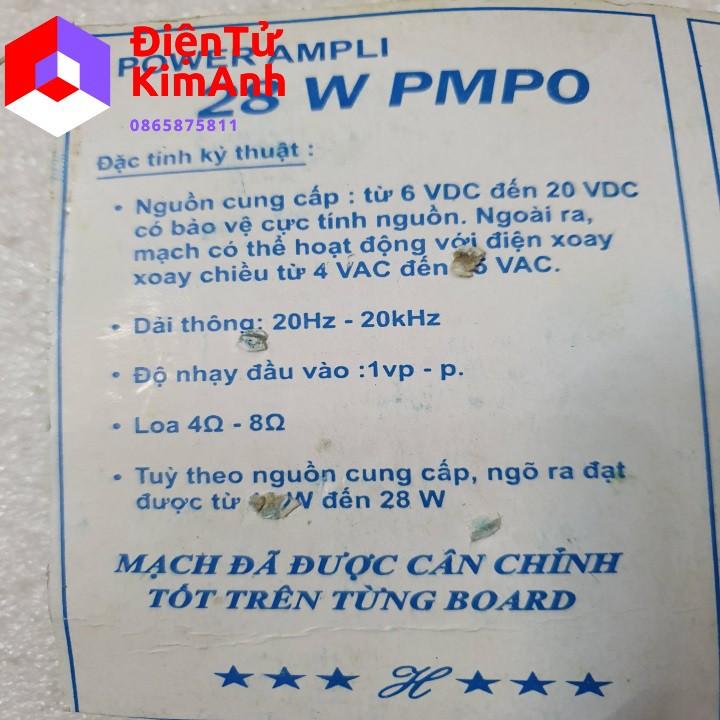 ĐiệnTử
KimAnh
0865875811
POWER AMPLI
28 W PMPO
Đặc tính kỹ thuật :
• Nguồn cung cấp : từ 6 VDC đến 20 VDC
có bảo vệ cực tính nguồn. Ngoài ra,
mạch có thể hoạt động với điện xoay
xoay chiều từ 4 VAC đến VAC.
• Dải thông: 20Hz - 20kHz
• Độ nhạy đầu vào :1vp - p.
• Loa 4Ω - 8Ω
• Tuỳ theo nguồn cung cấp, ngõ ra đạt
được từ W đến 28 W
MẠCH ĐÃ ĐƯỢC CÂN CHỈNH
TỐT TRÊN TỪNG BOARD
★★★ H ★★★